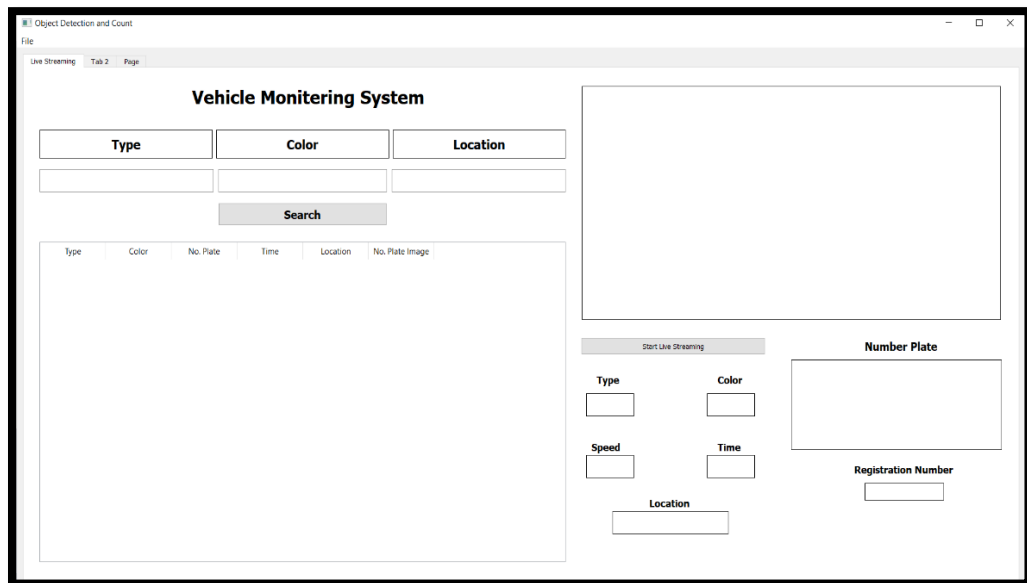 Object Detection and Count
File
Live Streaming Tab 2 Page
Vehicle Monitering System
Type Color Location
Search
Type Color No. Plate Time Location No. Plate Image
Start Live Streaming
Number Plate
Type Color
Speed Time
Registration Number
Location